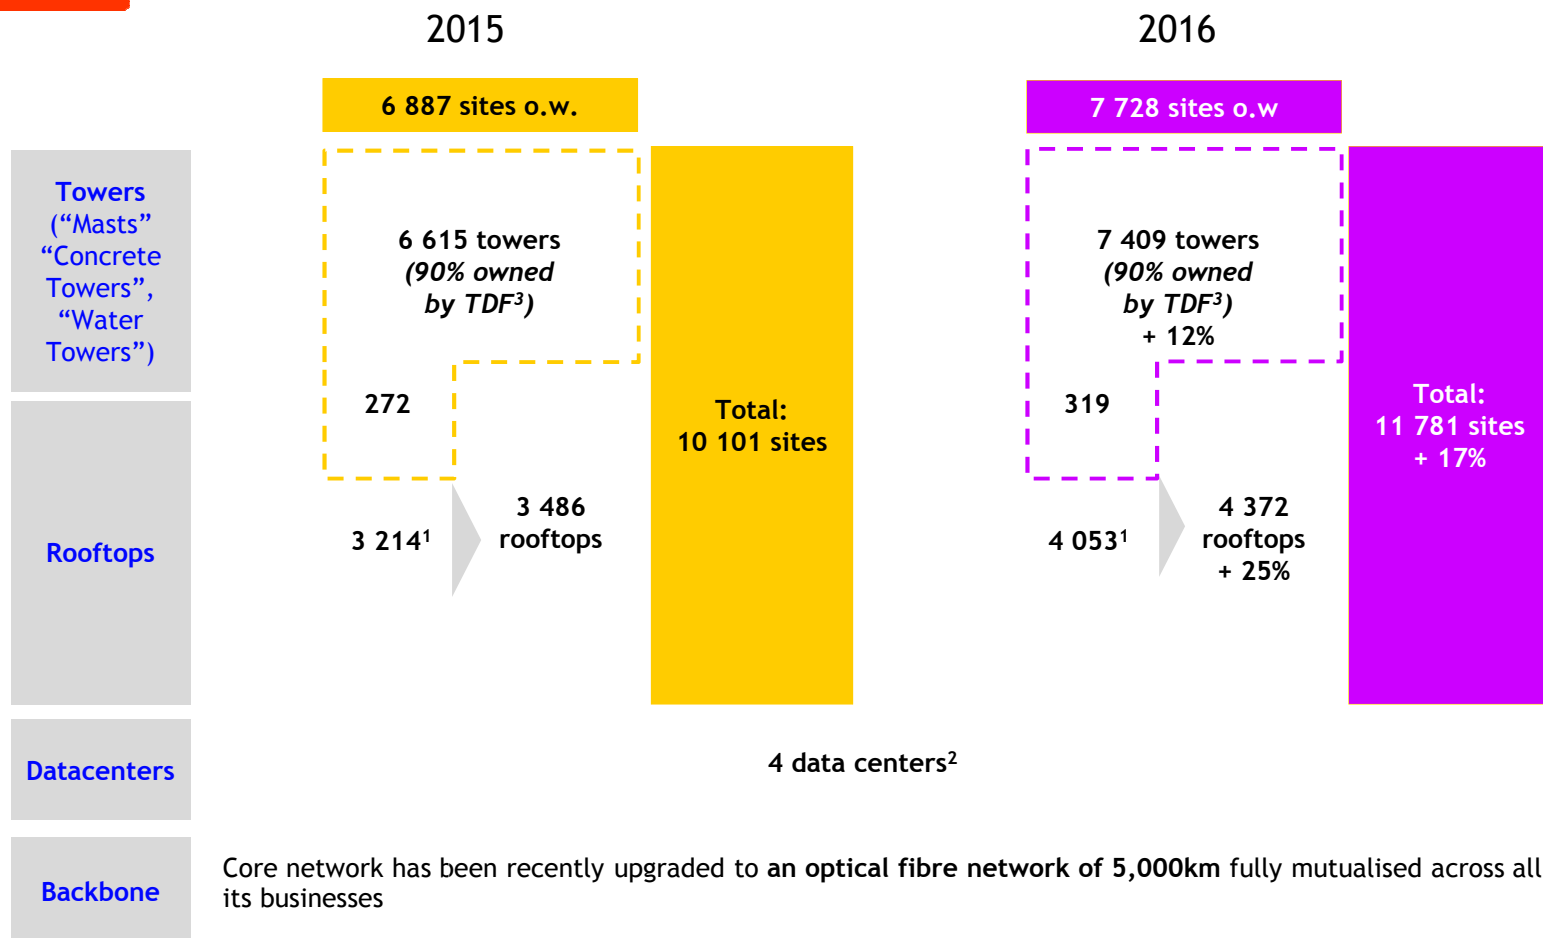 2015
2016
6 887 sites o.w.
7 728 sites o.w
Towers
(“Masts”
“Concrete
Towers”,
“Water
Towers”)
6 615 towers
(90% owned
by TDF³)
7 409 towers
(90% owned
by TDF³)
+ 12%
272
319
Total:
10 101 sites
Total:
11 781 sites
+ 17%
Rooftops
3 214¹
3 486
rooftops
4 053¹
4 372
rooftops
+ 25%
Datacenters
4 data centers²
Backbone
Core network has been recently upgraded to an optical fibre network of 5,000km fully mutualised across all
its businesses